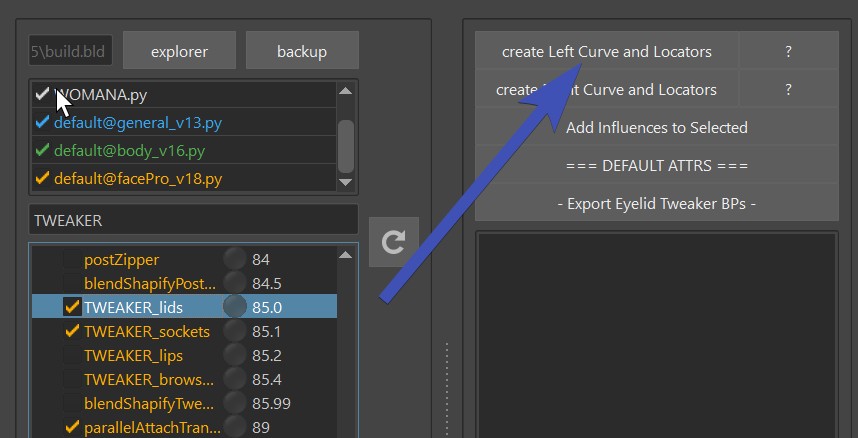 5\build.bld explorer backup
WOMANA.py
default@general_v13.py
default@body_v16.py
default@facePro_v18.py
TWEAKER
postZipper 84
blendShapifyPost... 84.5
TWEAKER_lids 85.0
TWEAKER_sockets 85.1
TWEAKER_lips 85.2
TWEAKER_brows... 85.4
blendShapifyTwe... 85.99
parallelAttachTran... 89
create Left Curve and Locators ?
create Curve and Locators ?
Add Influences to Selected
=== DEFAULT ATTRS ===
- Export Eyelid Tweaker BPs -